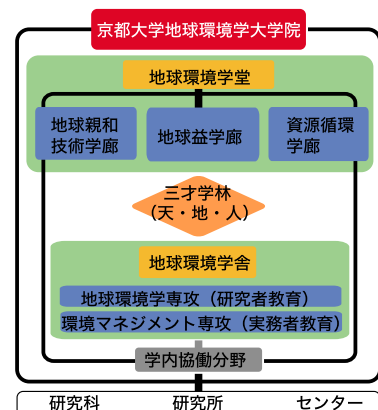 京都大学地球環境学大学院
地球環境学堂
地球親和
技術学廊
地球益学廊
資源循環
学廊
三才学林
（天・地・人）
地球環境学舎
地球環境学専攻（研究者教育）
環境マネジメント専攻（実務者教育）
学内協働分野
研究科
研究所
センター